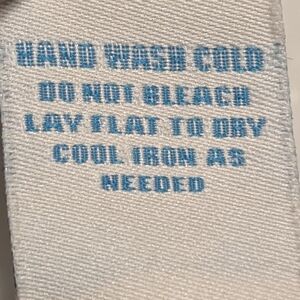 HAND WASH COLD
DO NOT BLEACH
LAY FLAT TO DRY
COOL IRON AS
NEEDED